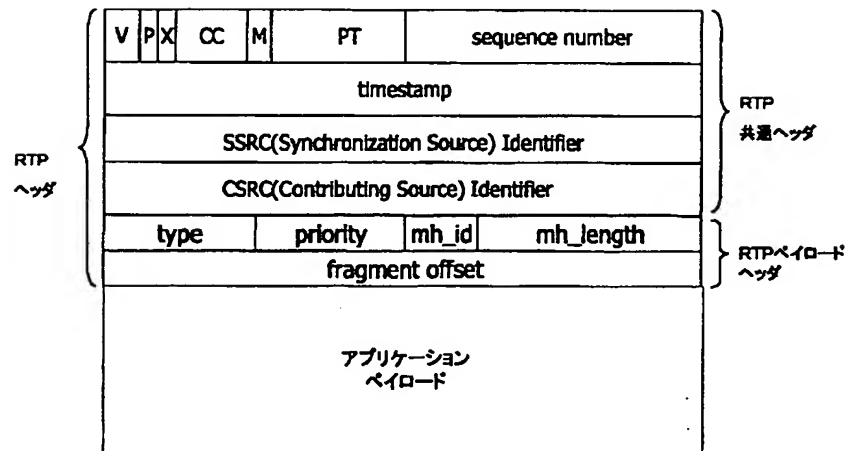 V P X CC M PT sequence number
timestamp
SSRC(Synchronization Source) Identifier
CSRC(Contributing Source) Identifier
type priority mh_id mh_length
fragment offset
アプリケーション
ペイロード
RTP
ヘッダ
RTP
共通ヘッダ
RTPペイロード
ヘッダ